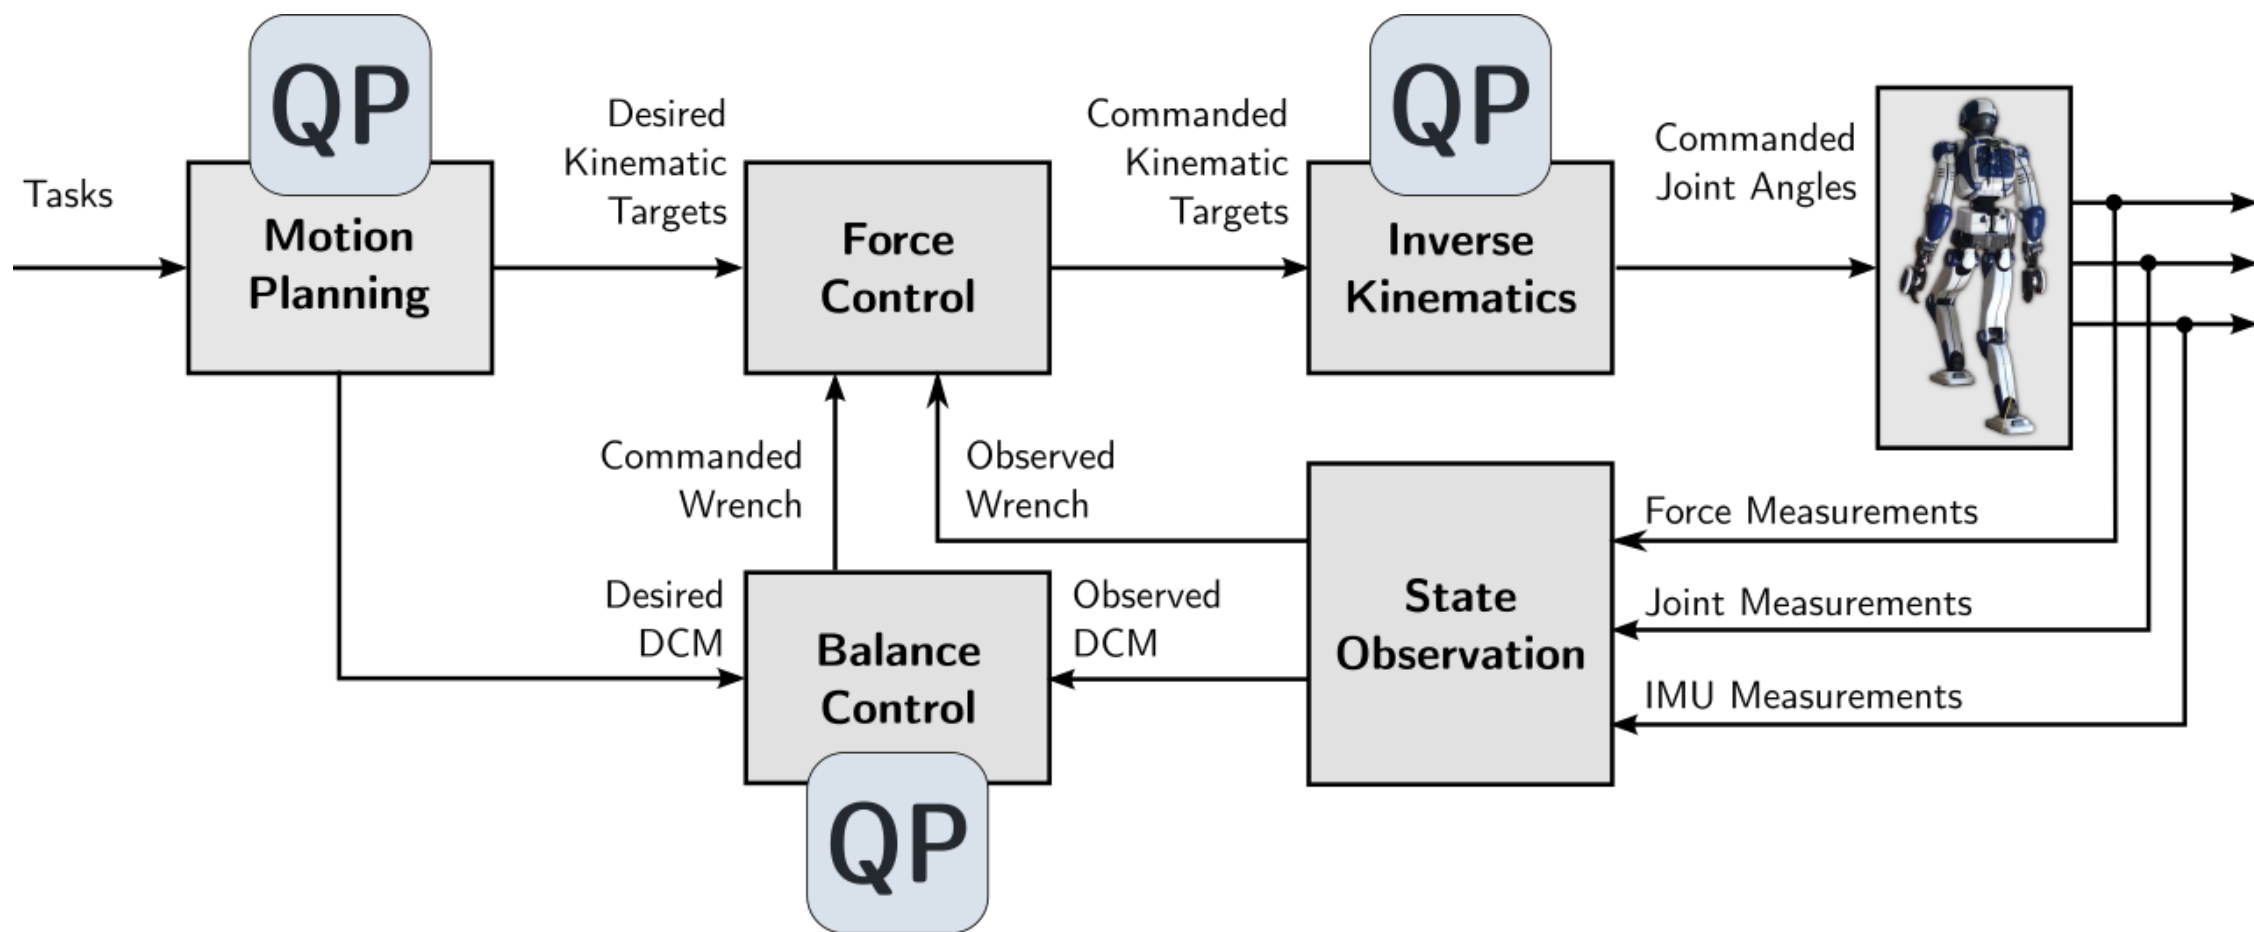 QP
QP
Tasks
Motion
Planning
Desired
Kinematic
Targets
Force
Control
Commanded
Kinematic
Targets
Inverse
Kinematics
Commanded
Joint Angles
Commanded
Wrench
Observed
Wrench
Force Measurements
Joint Measurements
IMU Measurements
State
Observation
Desired
DCM
Balance
Control
Observed
DCM
QP